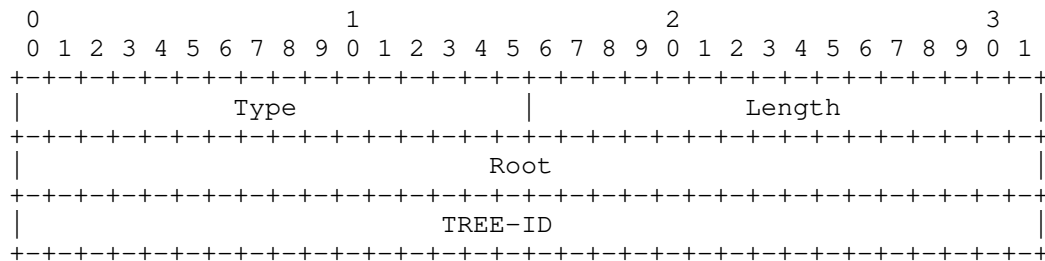 0                   1                   2                   3
 0 1 2 3 4 5 6 7 8 9 0 1 2 3 4 5 6 7 8 9 0 1 2 3 4 5 6 7 8 9 0 1
+-+-+-+-+-+-+-+-+-+-+-+-+-+-+-+-+-+-+-+-+-+-+-+-+-+-+-+-+-+-+-+-+
|             Type              |             Length            |
+-+-+-+-+-+-+-+-+-+-+-+-+-+-+-+-+-+-+-+-+-+-+-+-+-+-+-+-+-+-+-+-+
|                             Root                              |
+-+-+-+-+-+-+-+-+-+-+-+-+-+-+-+-+-+-+-+-+-+-+-+-+-+-+-+-+-+-+-+-+
|                          TREE-ID                              |
+-+-+-+-+-+-+-+-+-+-+-+-+-+-+-+-+-+-+-+-+-+-+-+-+-+-+-+-+-+-+-+-+